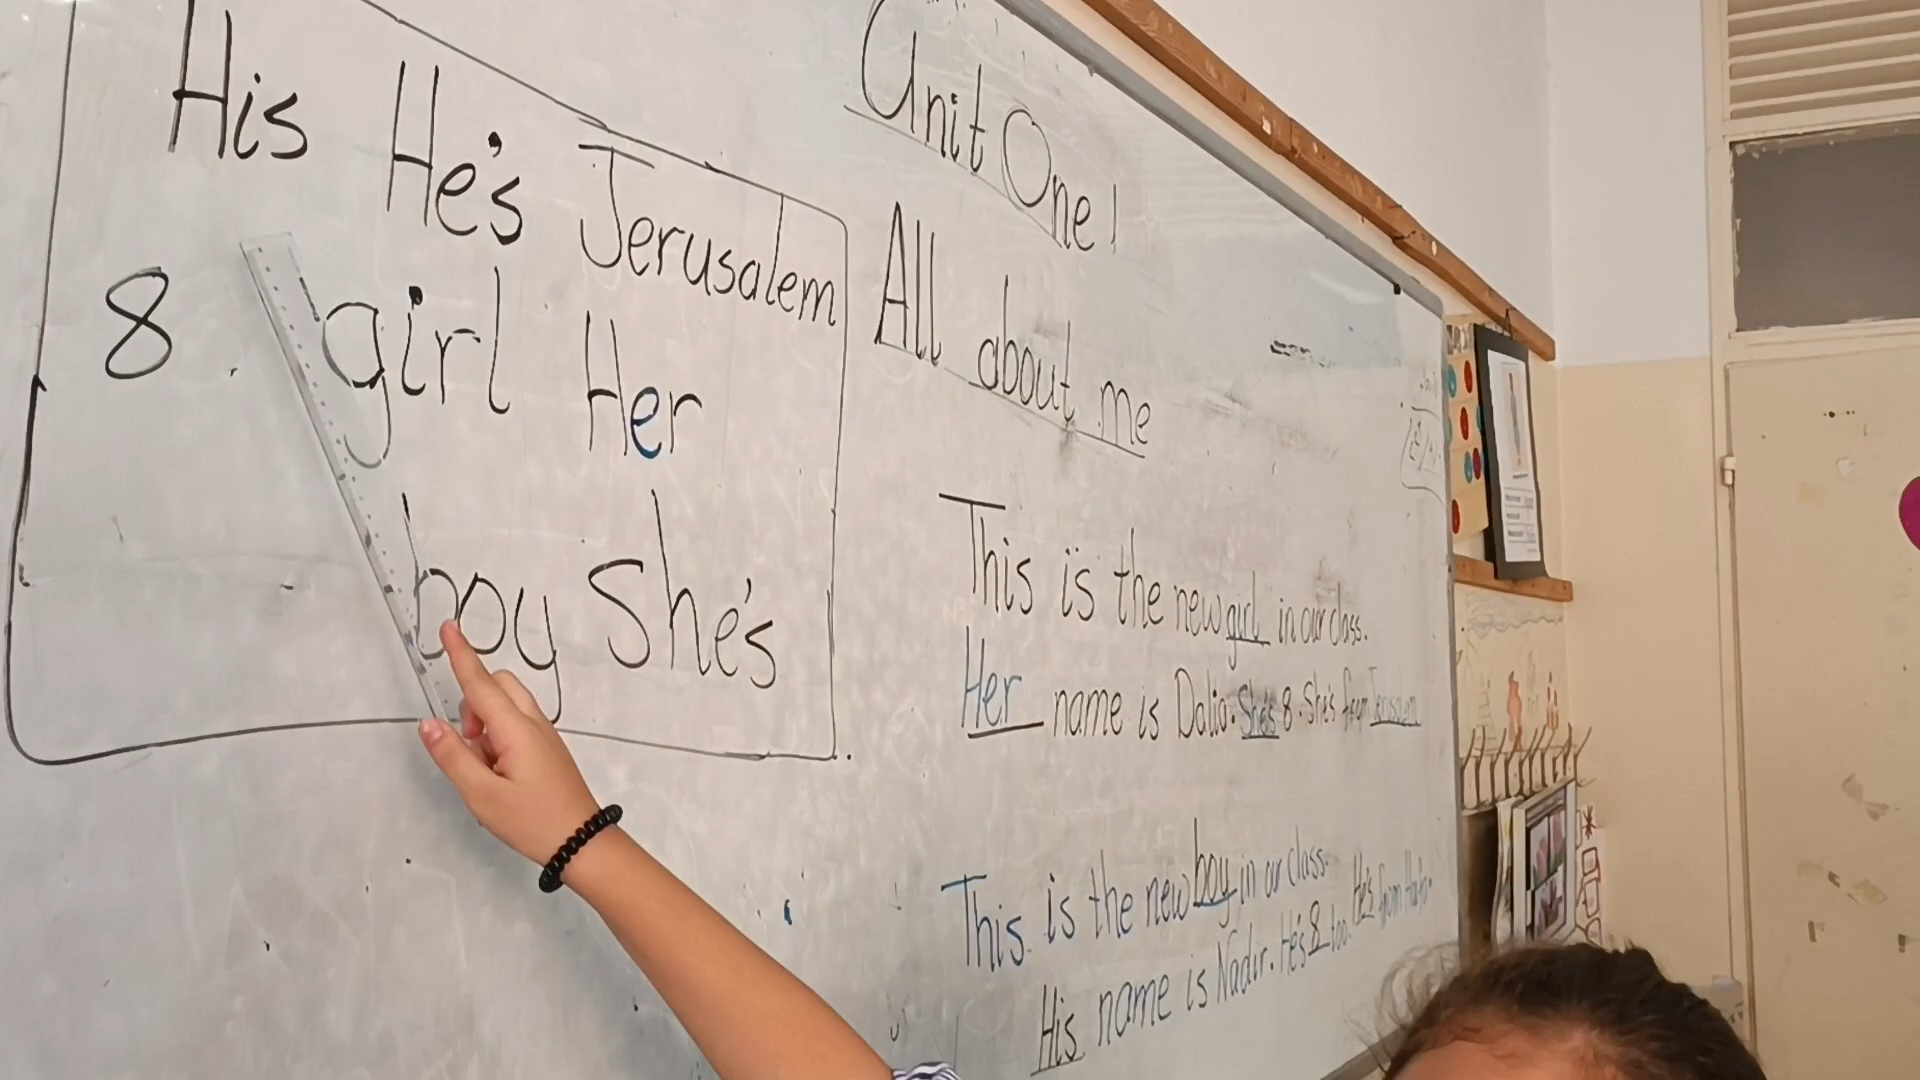 His He's Jerusalem
8. girl Her
boy She's
Unit One!
All about me
This is the new girl in our class.
Her name is Dalia. She's 8. She's from Jerusalem
This is the new boy in our class.
His name is Nadir. He's 8 too. He's from